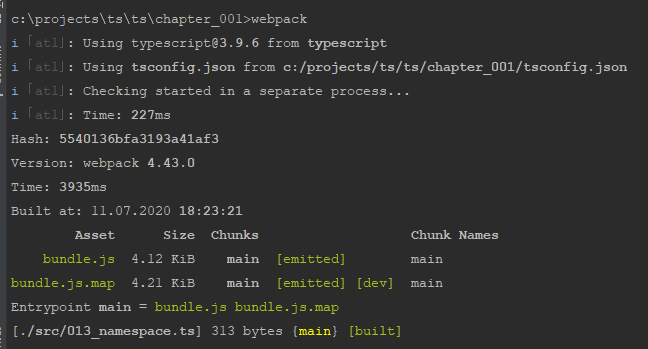 c:\projects\ts\ts\chapter_001>webpack
i ｢atl｣: Using typescript@3.9.6 from typescript
i ｢atl｣: Using tsconfig.json from c:/projects/ts/ts/chapter_001/tsconfig.json
i ｢atl｣: Checking started in a separate process...
i ｢atl｣: Time: 227ms
Hash: 5540136bfa3193a41af3
Version: webpack 4.43.0
Time: 3935ms
Built at: 11.07.2020 18:23:21
Asset Size Chunks Chunk Names
bundle.js 4.12 KiB main [emitted] main
bundle.js.map 4.21 KiB main [emitted] [dev] main
Entrypoint main = bundle.js bundle.js.map
[./src/013_namespace.ts] 313 bytes {main} [built]